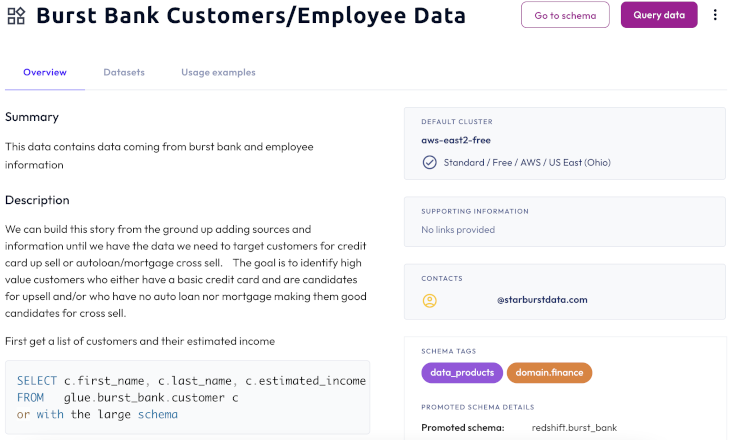 Burst Bank Customers/Employee Data
Go to schema
Query data
Overview
Datasets
Usage examples
Summary
This data contains data coming from burst bank and employee
information
Description
We can build this story from the ground up adding sources and
information until we have the data we need to target customers for credit
card up sell or autoloan/mortgage cross sell. The goal is to identify high
value customers who either have a basic credit card and are candidates
for upsell and/or who have no auto loan nor mortgage making them good
candidates for cross sell.
First get a list of customers and their estimated income
SELECT c.first_name, c.last_name, c.estimated_income
FROM glue.burst_bank.customer c
or with the large schema
DEFAULT CLUSTER
aws-east2-free
Standard / Free / AWS / US East (Ohio)
SUPPORTING INFORMATION
No links provided
CONTACTS
@starburstdata.com
SCHEMA TAGS
data_products
domain.finance
PROMOTED SCHEMA DETAILS
Promoted schema: redshift.burst_bank